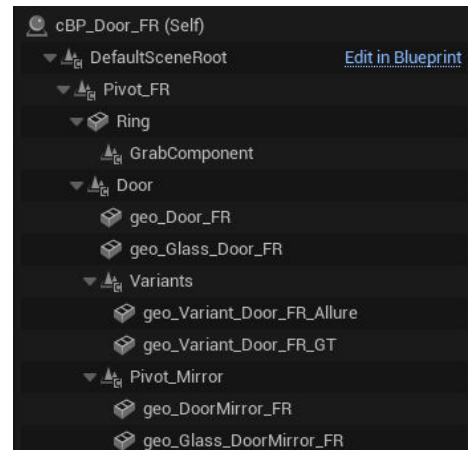 cBP_Door_FR (Self)
DefaultSceneRoot Edit in Blueprint
Pivot_FR
Ring
GrabComponent
Door
geo_Door_FR
geo_Glass_Door_FR
Variants
geo_Variant_Door_FR_Allure
geo_Variant_Door_FR_GT
Pivot_Mirror
geo_DoorMirror_FR
geo_Glass_DoorMirror_FR